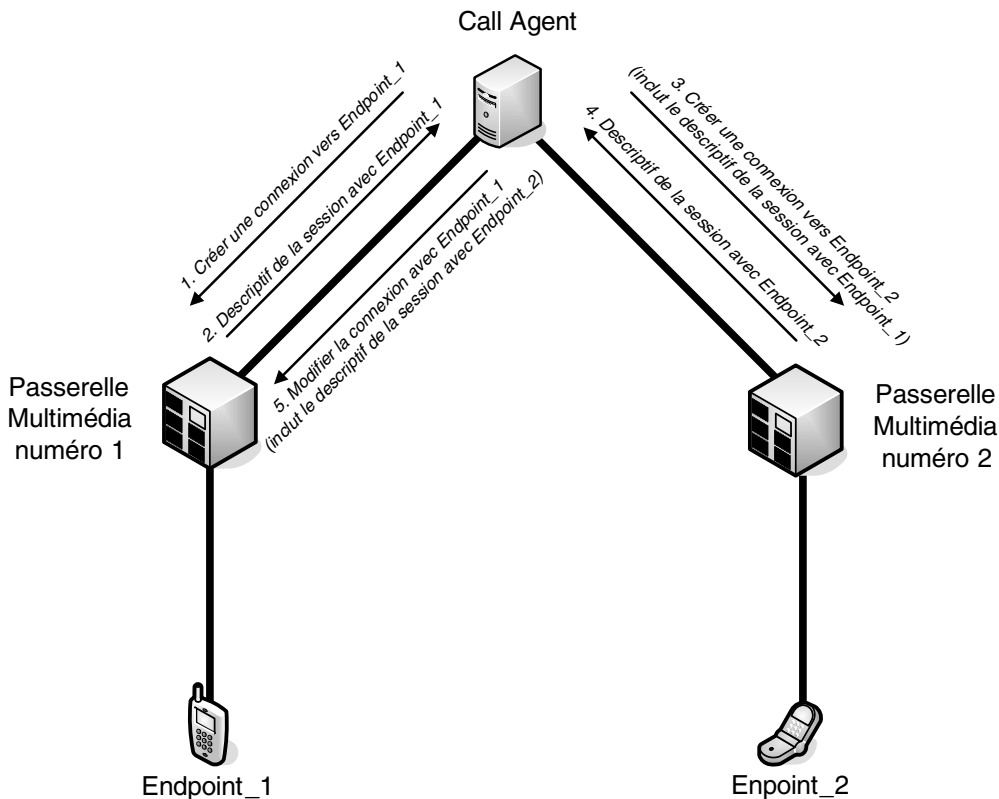 Call Agent
1. Créer une connexion vers Endpoint_1
2. Descriptif de la session avec Endpoint_1
3. Créer une connexion vers Endpoint_2
(inclut le descriptif de la session avec Endpoint_1)
4. Descriptif de la session avec Endpoint_2
5. Modifier la connexion avec Endpoint_1
(inclut le descriptif de la session avec Endpoint_2)
Passerelle
Multimédia
numéro 1
Passerelle
Multimédia
numéro 2
Endpoint_1
Enpoint_2